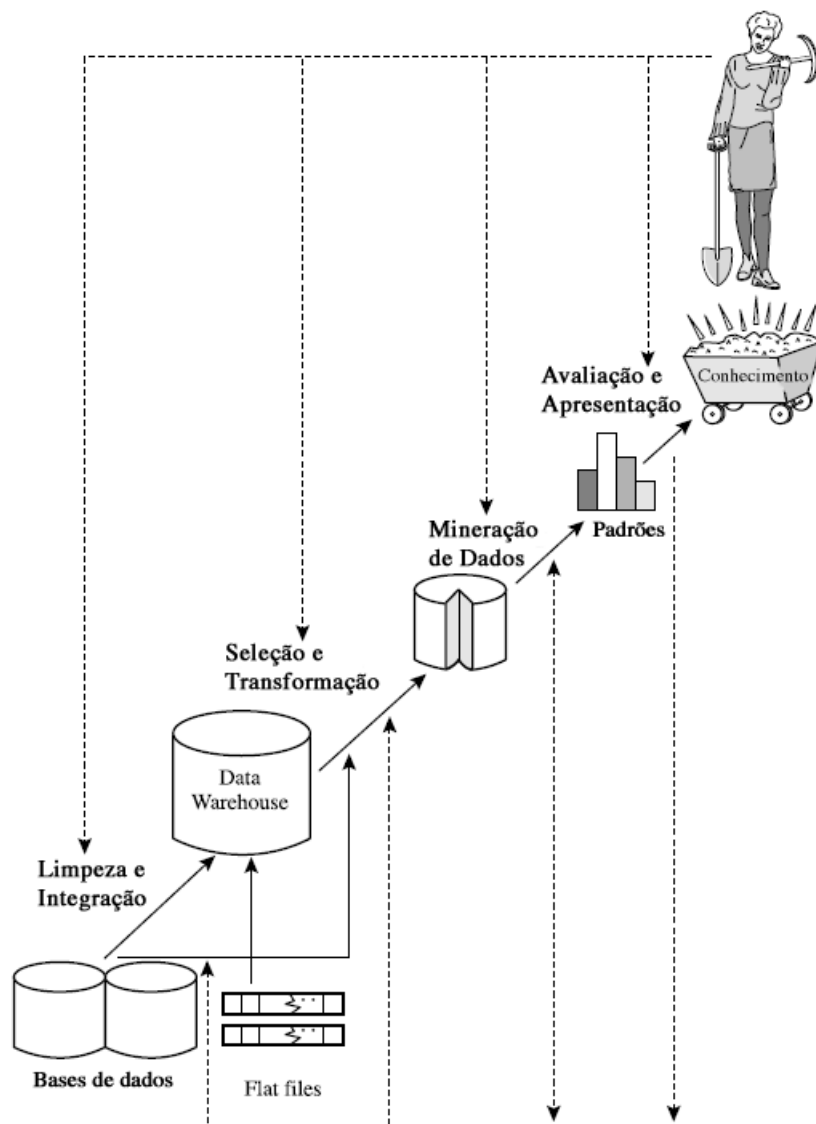 Avaliação e
Apresentação
Conhecimento
Padrões
Mineração
de Dados
Seleção e
Transformação
Data
Warehouse
Limpeza e
Integração
Bases de dados
Flat files